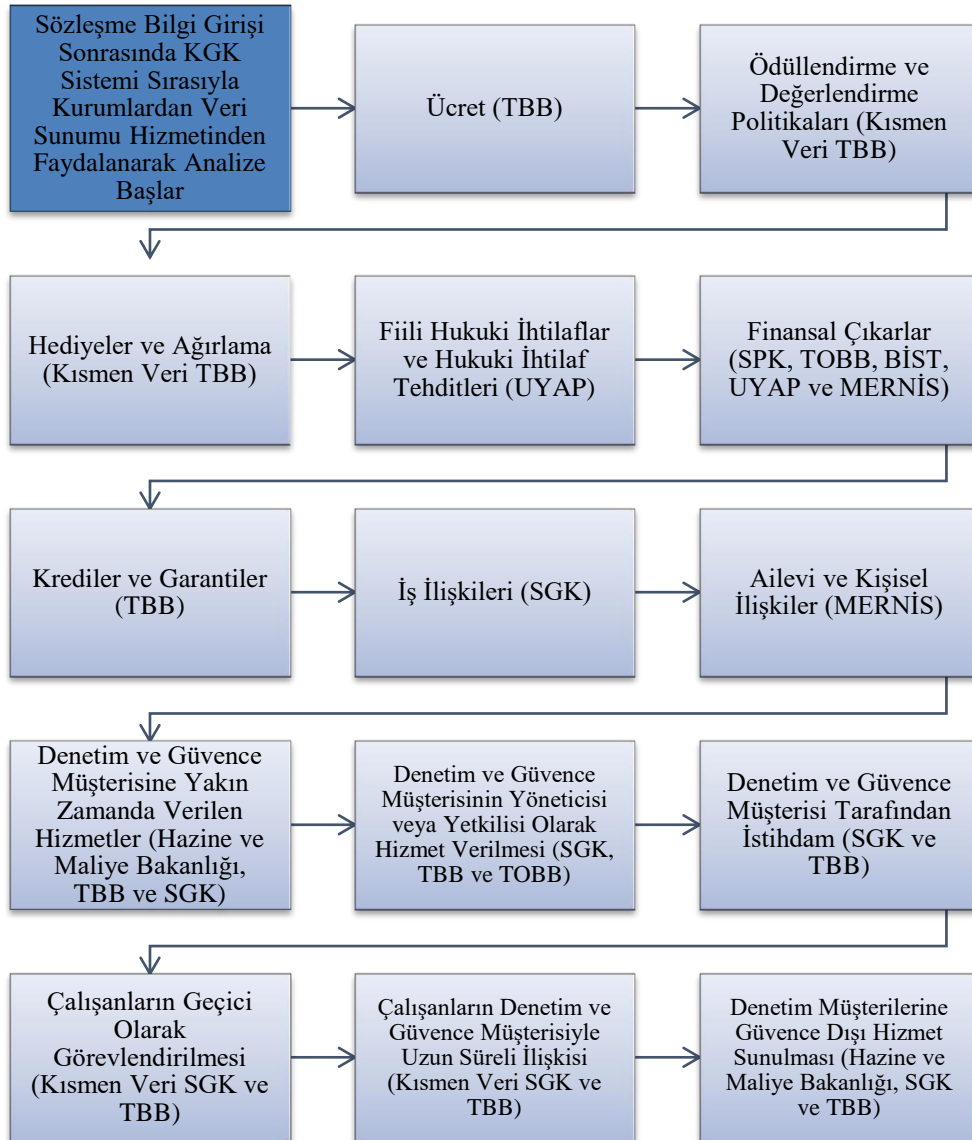 Sözleşme Bilgi Girişi
Sonrasında KGK
Sistemi Sırasıyla
Kurumlardan Veri
Sunumu Hizmetinden
Faydalanarak Analize
Başlar
Ücret (TBB)
Ödüllendirme ve
Değerlendirme
Politikaları (Kısmen
Veri TBB)
Hediyeler ve Ağırlama
(Kısmen Veri TBB)
Fiili Hukuki İhtilaflar
ve Hukuki İhtilaf
Tehditleri (UYAP)
Finansal Çıkarlar
(SPK, TOBB, BİST,
UYAP ve MERNİS)
Krediler ve Garantiler
(TBB)
İş İlişkileri (SGK)
Ailevi ve Kişisel
İlişkiler (MERNİS)
Denetim ve Güvence
Müşterisine Yakın
Zamanda Verilen
Hizmetler (Hazine ve
Maliye Bakanlığı,
TBB ve SGK)
Denetim ve Güvence
Müşterisinin Yöneticisi
veya Yetkilisi Olarak
Hizmet Verilmesi (SGK,
TBB ve TOBB)
Denetim ve Güvence
Müşterisi Tarafından
İstihdam (SGK ve
TBB)
Çalışanların Geçici
Olarak
Görevlendirilmesi
(Kısmen Veri SGK ve
TBB)
Çalışanların Denetim ve
Güvence Müşterisiyle
Uzun Süreli İlişkisi
(Kısmen Veri SGK ve
TBB)
Denetim Müşterilerine
Güvence Dışı Hizmet
Sunulması (Hazine ve
Maliye Bakanlığı, SGK
ve TBB)